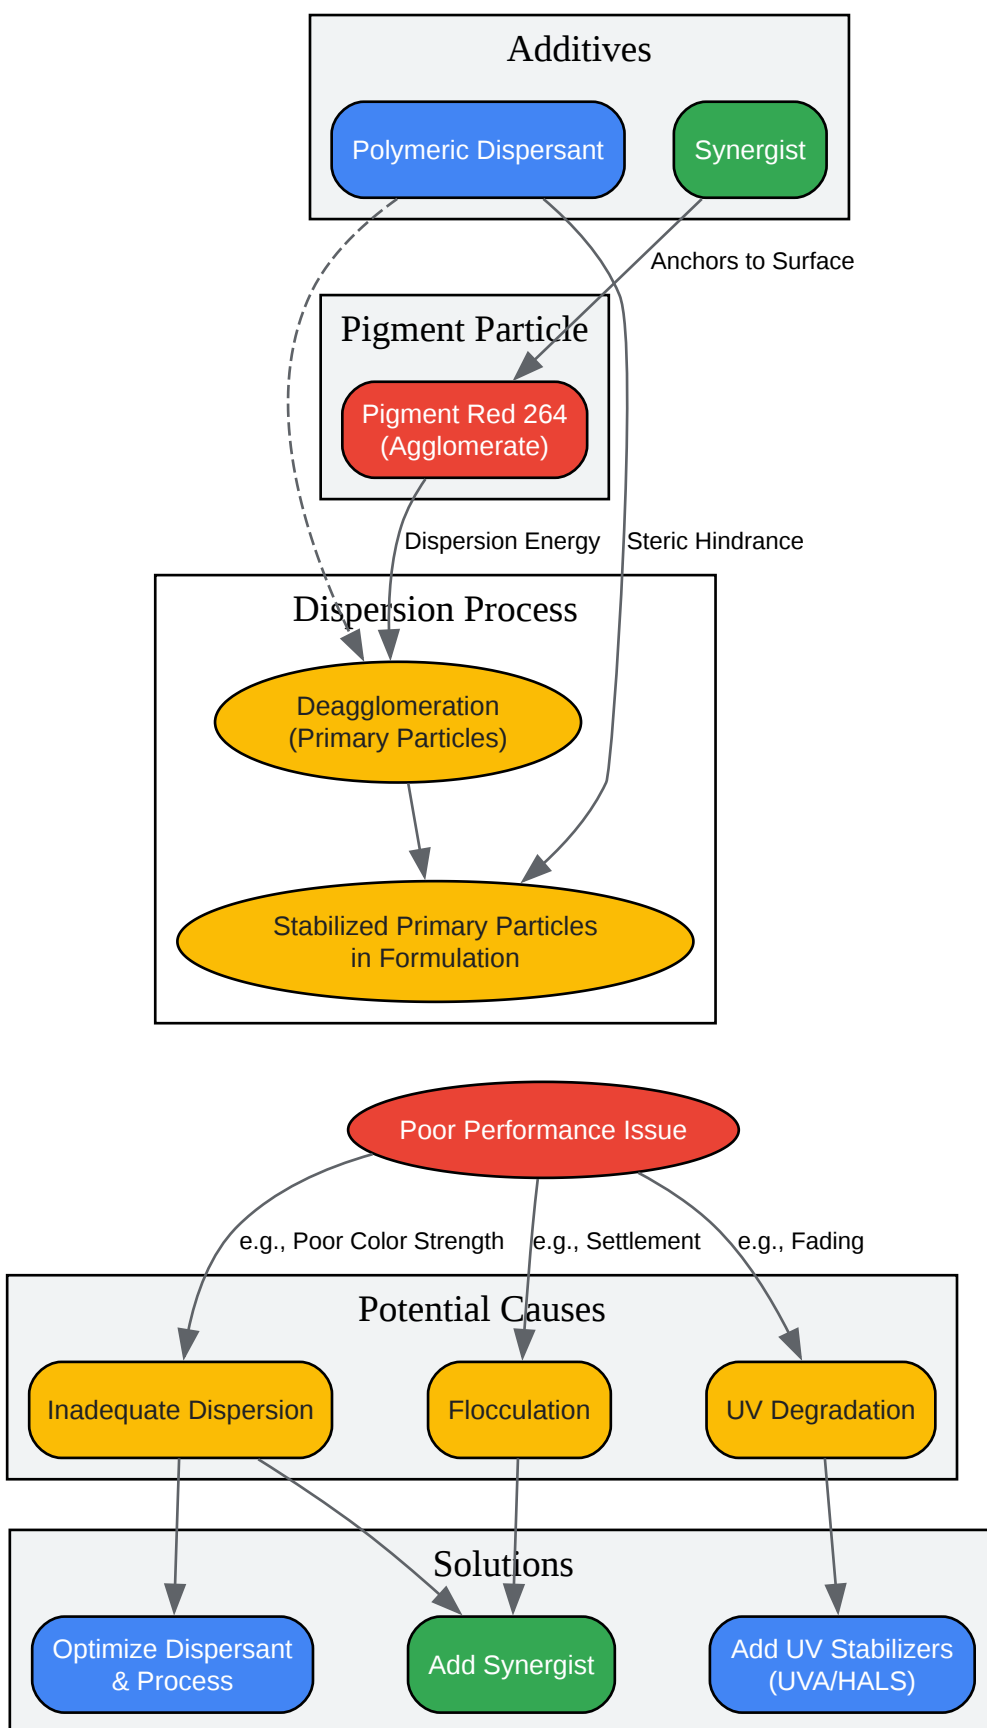 Additives
Polymeric Dispersant
Synergist
Anchors to Surface
Pigment Particle
Pigment Red 264
(Agglomerate)
Dispersion Energy
Steric Hindrance
Dispersion Process
Deagglomeration
(Primary Particles)
Stabilized Primary Particles
in Formulation
Poor Performance Issue
e.g., Poor Color Strength
e.g., Settlement
e.g., Fading
Potential Causes
Inadequate Dispersion
Flocculation
UV Degradation
Solutions
Optimize Dispersant
& Process
Add Synergist
Add UV Stabilizers
(UVA/HALS)